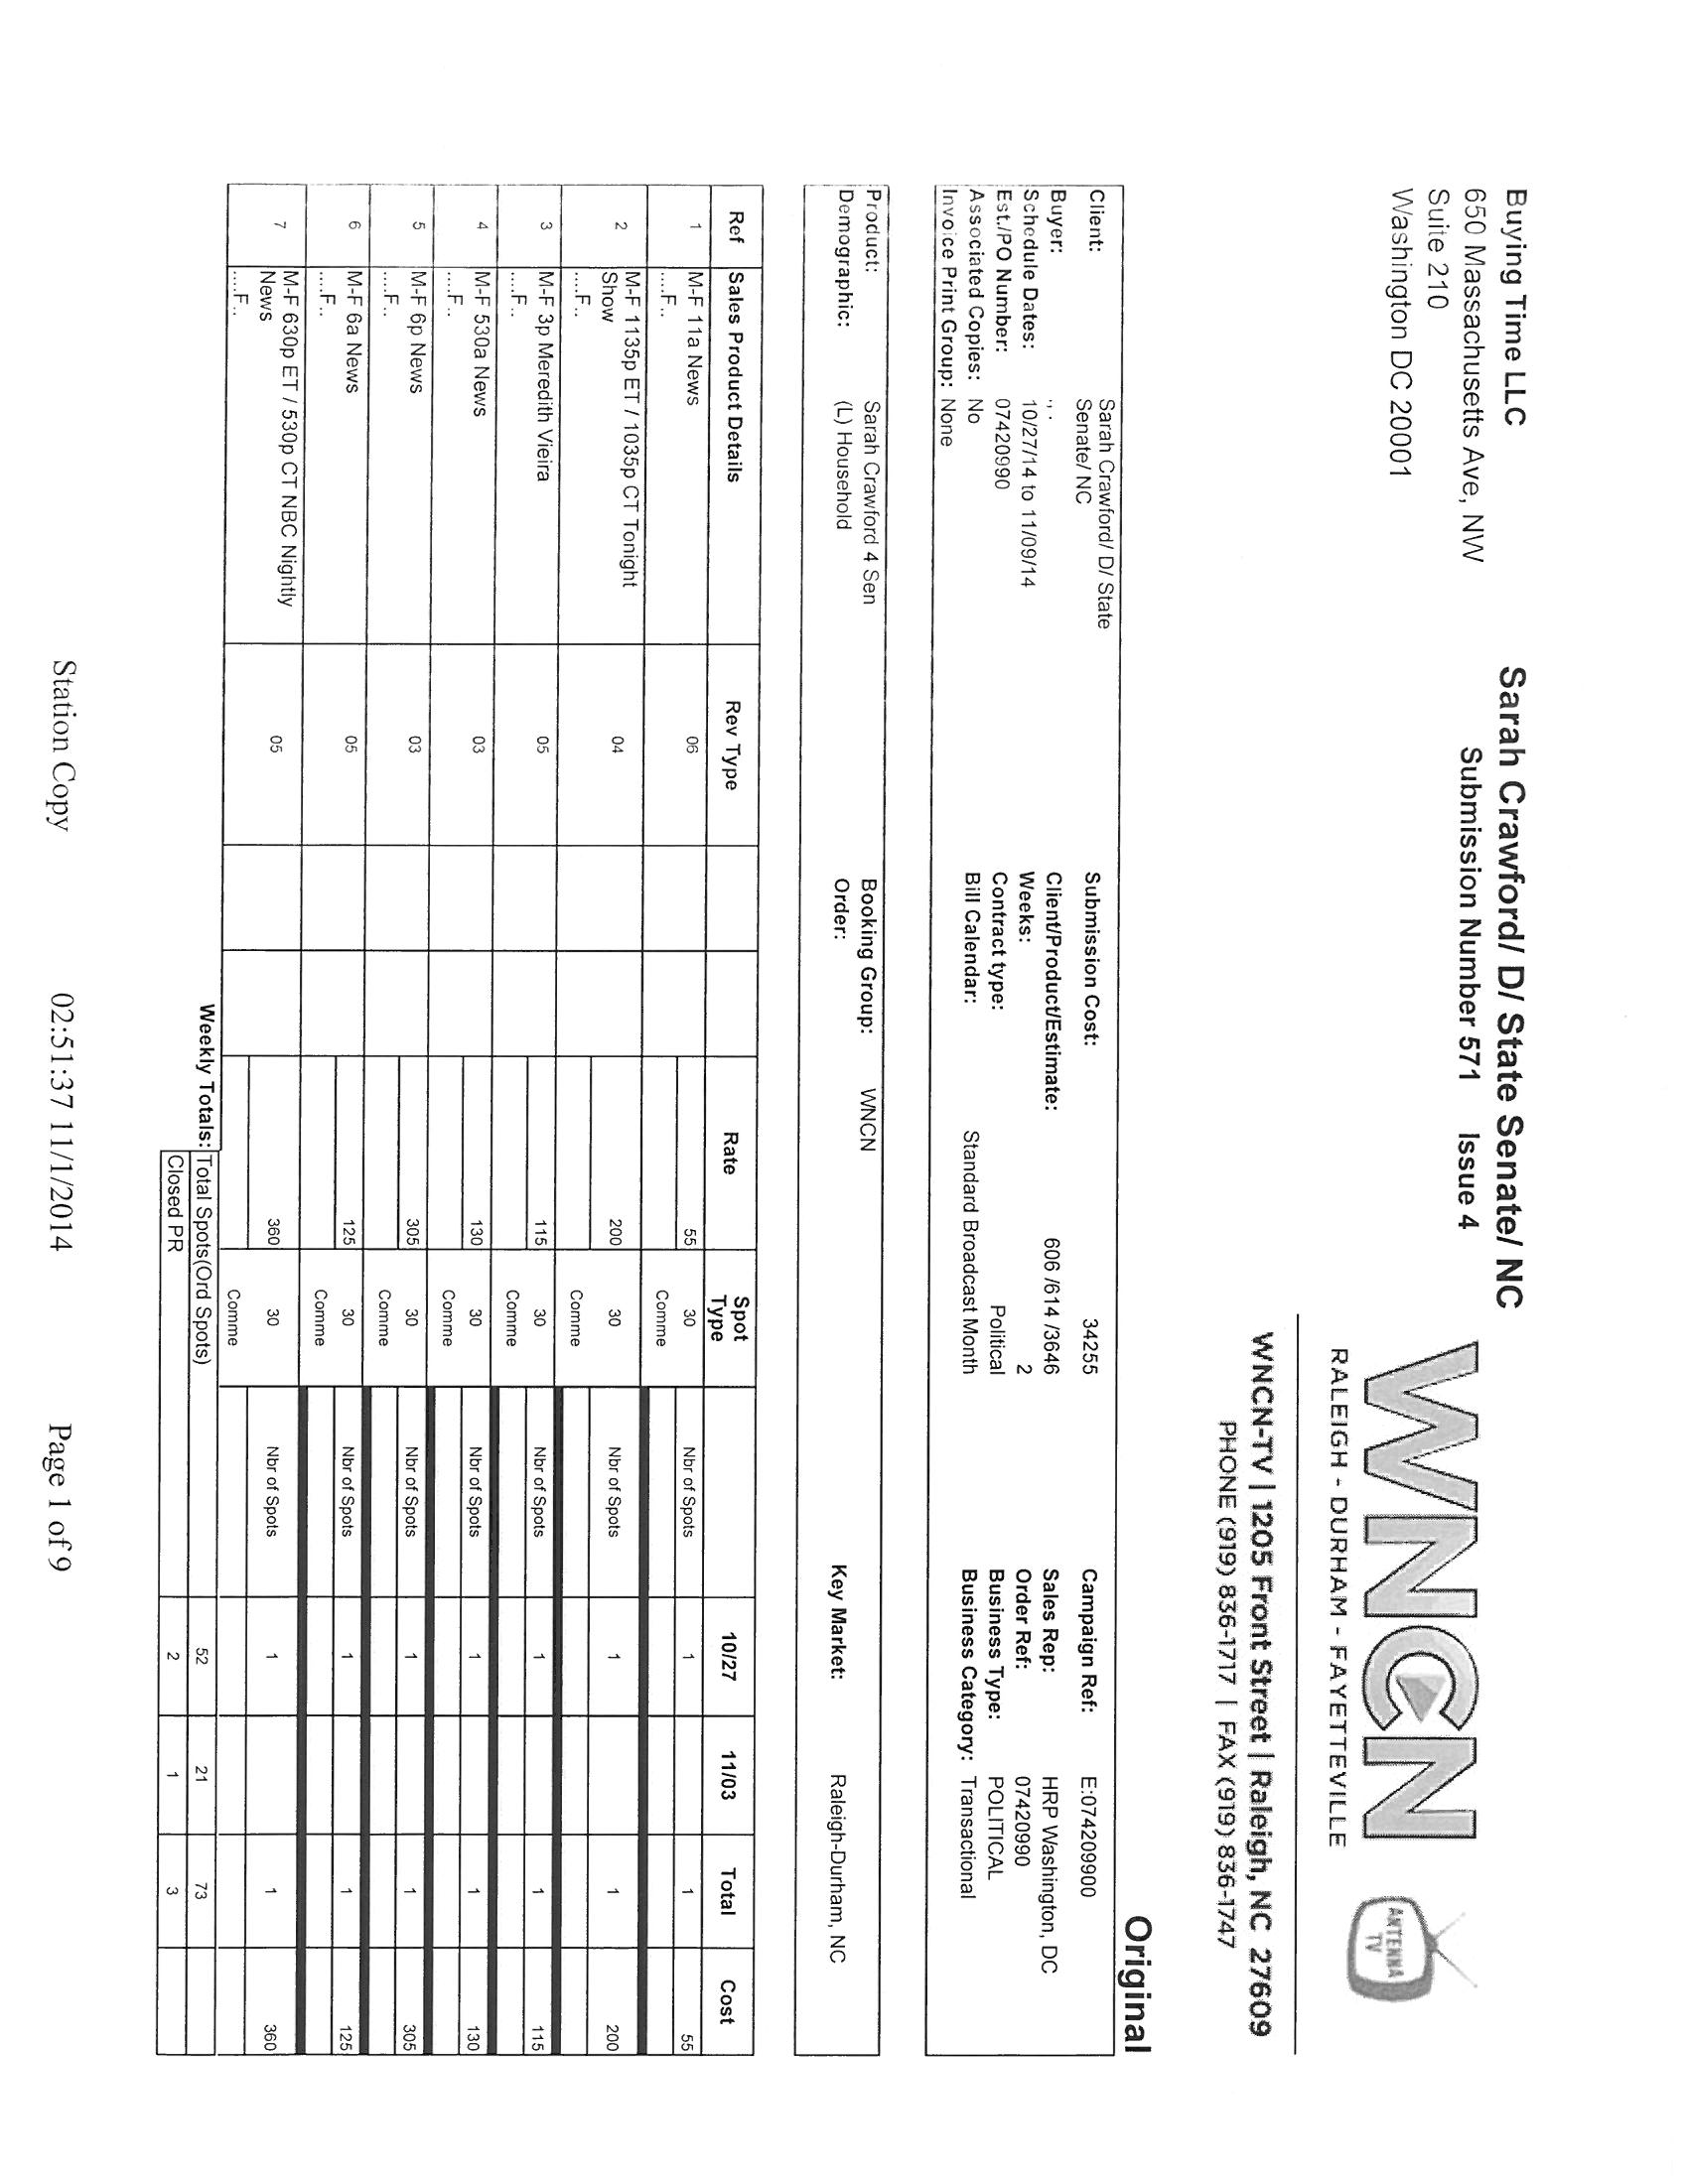 Buying Time LLC
650 Massachusetts Ave, NW
Suite 210
Washington DC 20001
Sarah Crawford/ D/ State Senate/ NC
Submission Number 571 Issue 4
WNCN
RALEIGH - DURHAM - FAYETTEVILLE
ANTENNA
TV
WNCN-TV | 1205 Front Street | Raleigh, NC 27609
PHONE (919) 836-1717 | FAX (919) 836-1747
Original
Client: Sarah Crawford/ D/ State Senate/ NC Submission Cost: 34255 Campaign Ref: E:074209900
Buyer: ., . Client/Product/Estimate: 606 /614 /3646 Sales Rep: HRP Washington, DC
Schedule Dates: 10/27/14 to 11/09/14 Weeks: 2 Order Ref: 07420990
Est./PO Number: 07420990 Contract type: Political Business Type: POLITICAL
Associated Copies: No Bill Calendar: Standard Broadcast Month Business Category: Transactional
Invoice Print Group: None
Product: Sarah Crawford 4 Sen Booking Group: WNCN
Demographic: (L) Household Order: Key Market: Raleigh-Durham, NC
Ref Sales Product Details Rev Type Rate Spot Type 10/27 11/03 Total Cost
1 M-F 11a News 06 55 30 Nbr of Spots 1 1 55
....F.. Comme
2 M-F 1135p ET / 1035p CT Tonight 04 200 30 Nbr of Spots 1 1 200
Show
....F.. Comme
3 M-F 3p Meredith Vieira 05 115 30 Nbr of Spots 1 1 115
....F.. Comme
4 M-F 530a News 03 130 30 Nbr of Spots 1 1 130
....F.. Comme
5 M-F 6p News 03 305 30 Nbr of Spots 1 1 305
....F.. Comme
6 M-F 6a News 05 125 30 Nbr of Spots 1 1 125
....F.. Comme
7 M-F 630p ET / 530p CT NBC Nightly 05 360 30 Nbr of Spots 1 1 360
News
....F.. Comme
Weekly Totals: Total Spots(Ord Spots) 52 21 73
Closed PR 2 1 3
Station Copy 02:51:37 11/1/2014 Page 1 of 9